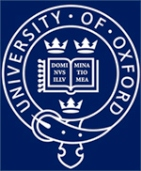 UNIVERSITY · OF · OXFORD
DOMI MINA
NVS TIO
ILLV MEA